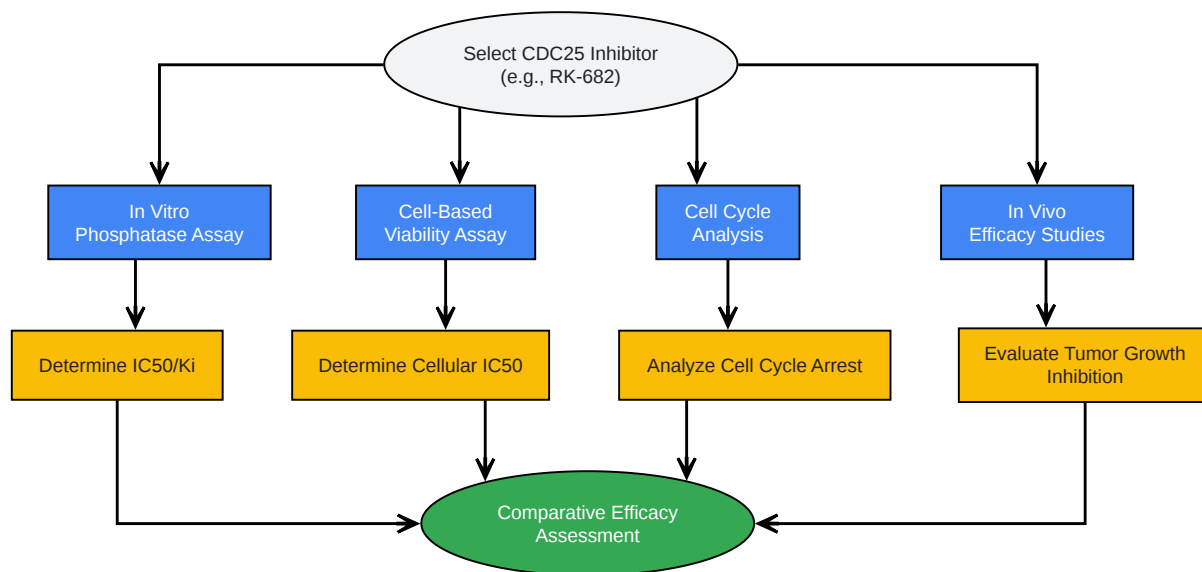 Select CDC25 Inhibitor
(e.g., RK-682)
In Vitro
Phosphatase Assay
Cell-Based
Viability Assay
Cell Cycle
Analysis
In Vivo
Efficacy Studies
Determine IC50/Ki
Determine Cellular IC50
Analyze Cell Cycle Arrest
Evaluate Tumor Growth
Inhibition
Comparative Efficacy
Assessment